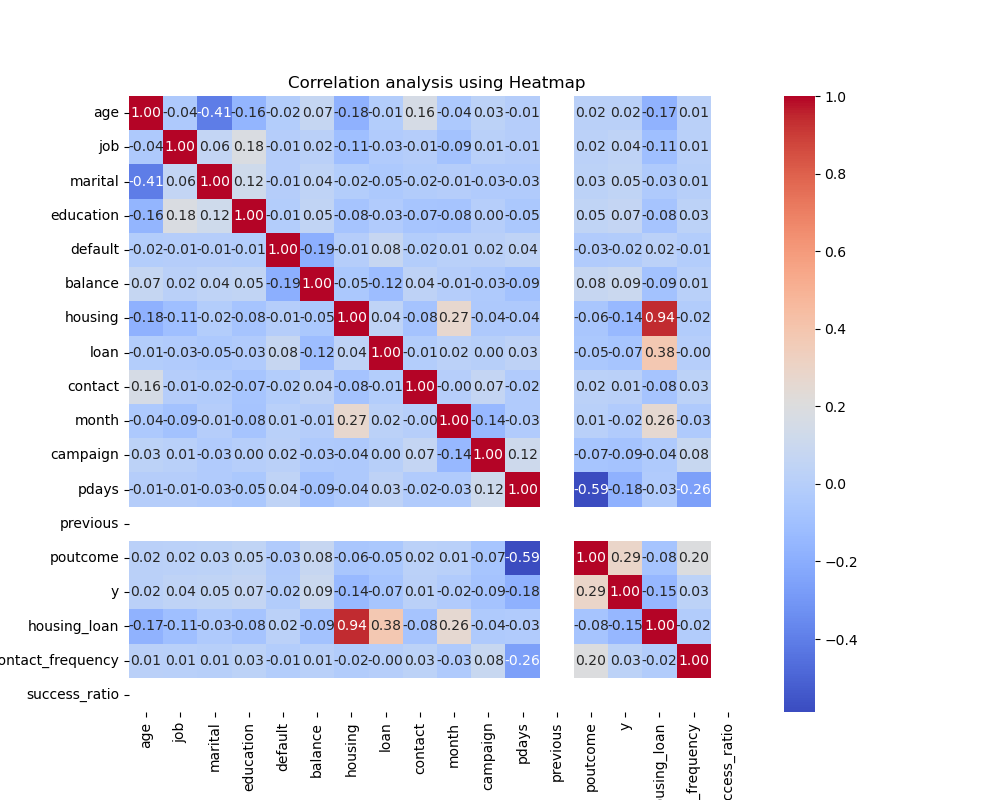 Correlation analysis using Heatmap
age 1.00 -0.04 -0.41 -0.16 -0.02 0.07 -0.18 -0.01 0.16 -0.04 0.03 -0.01 0.02 0.02 -0.17 0.01
job -0.04 1.00 0.06 0.18 -0.01 0.02 -0.11 -0.03 -0.01 -0.09 0.01 -0.01 0.02 0.04 -0.11 0.01
marital -0.41 0.06 1.00 0.12 -0.01 0.04 -0.02 -0.05 -0.02 -0.01 -0.03 -0.03 0.03 0.05 -0.03 0.01
education -0.16 0.18 0.12 1.00 -0.01 0.05 -0.08 -0.03 -0.07 -0.08 0.00 -0.05 0.05 0.07 -0.08 0.03
default -0.02 -0.01 -0.01 -0.01 1.00 -0.19 -0.01 0.08 -0.02 0.01 0.02 0.04 -0.03 -0.02 0.02 -0.01
balance 0.07 0.02 0.04 0.05 -0.19 1.00 -0.05 -0.12 0.04 -0.01 -0.03 -0.09 0.08 0.09 -0.09 0.01
housing -0.18 -0.11 -0.02 -0.08 -0.01 -0.05 1.00 0.04 -0.08 0.27 -0.04 -0.04 -0.06 -0.14 0.94 -0.02
loan -0.01 -0.03 -0.05 -0.03 0.08 -0.12 0.04 1.00 -0.01 0.02 0.00 0.03 -0.05 -0.07 0.38 -0.00
contact 0.16 -0.01 -0.02 -0.07 -0.02 0.04 -0.08 -0.01 1.00 -0.00 0.07 -0.02 0.02 0.01 -0.08 0.03
month -0.04 -0.09 -0.01 -0.08 0.01 -0.01 0.27 0.02 -0.00 1.00 -0.14 -0.03 0.01 -0.02 0.26 -0.03
campaign 0.03 0.01 -0.03 0.00 0.02 -0.03 -0.04 0.00 0.07 -0.14 1.00 0.12 -0.07 -0.09 -0.04 0.08
pdays -0.01 -0.01 -0.03 -0.05 0.04 -0.09 -0.04 0.03 -0.02 -0.03 0.12 1.00 -0.59 -0.18 -0.03 -0.26
previous
poutcome 0.02 0.02 0.03 0.05 -0.03 0.08 -0.06 -0.05 0.02 0.01 -0.07 -0.59 1.00 0.29 -0.08 0.20
y 0.02 0.04 0.05 0.07 -0.02 0.09 -0.14 -0.07 0.01 -0.02 -0.09 -0.18 0.29 1.00 -0.15 0.03
housing_loan -0.17 -0.11 -0.03 -0.08 0.02 -0.09 0.94 0.38 -0.08 0.26 -0.04 -0.03 -0.08 -0.15 1.00 -0.02
ontact_frequency 0.01 0.01 0.01 0.03 -0.01 0.01 -0.02 -0.00 0.03 -0.03 0.08 -0.26 0.20 0.03 -0.02 1.00
success_ratio
age job marital education default balance housing loan contact month campaign pdays previous poutcome y using_loan _frequency ccess_ratio
1.0
0.8
0.6
0.4
0.2
0.0
−0.2
−0.4